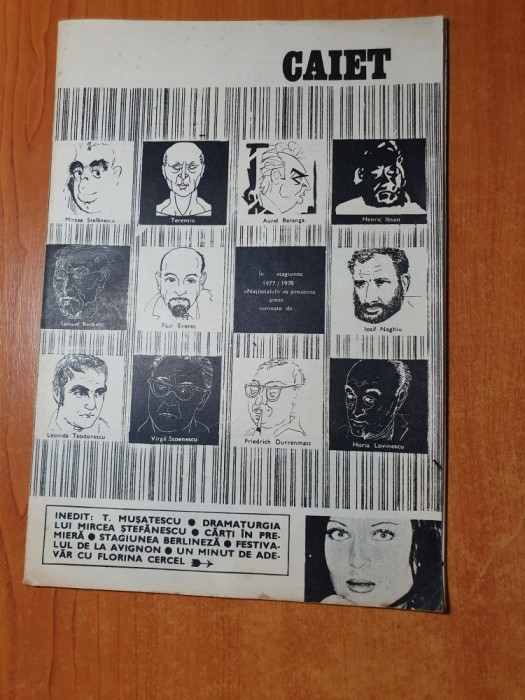 CAIET
Mircea Ștefănescu
Terențiu
Aurel Baranga
Henric Ibsen
Samuel Beckett
Paul Everac
În stagiunea
1977/1978
«Naționalul» va prezenta
piese
semnate de:
Iosif Naghiu
Leonida Teodorescu
Virgil Stoenescu
Friedrich Durrenmatt
Horia Lovinescu
INEDIT: T. MUȘATESCU ● DRAMATURGIA
LUI MIRCEA ȘTEFĂNESCU ● CĂRȚI ÎN PRE-
MIERĂ ● STAGIUNEA BERLINEZĂ ● FESTIVA-
LUL DE LA AVIGNON ● UN MINUT DE ADE-
VĂR CU FLORINA CERCEL